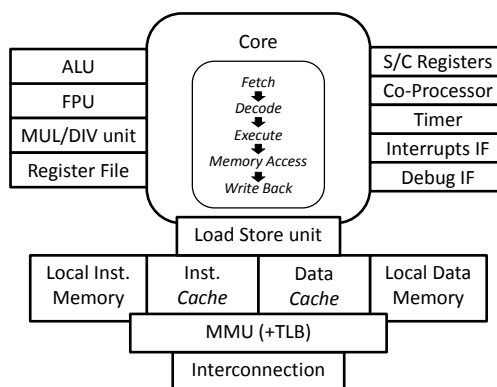 Core
ALU
FPU
MUL/DIV unit
Register File
Fetch
Decode
Execute
Memory Access
Write Back
S/C Registers
Co-Processor
Timer
Interrupts IF
Debug IF
Load Store unit
Local Inst.
Memory
Inst.
Cache
Data
Cache
Local Data
Memory
MMU (+TLB)
Interconnection